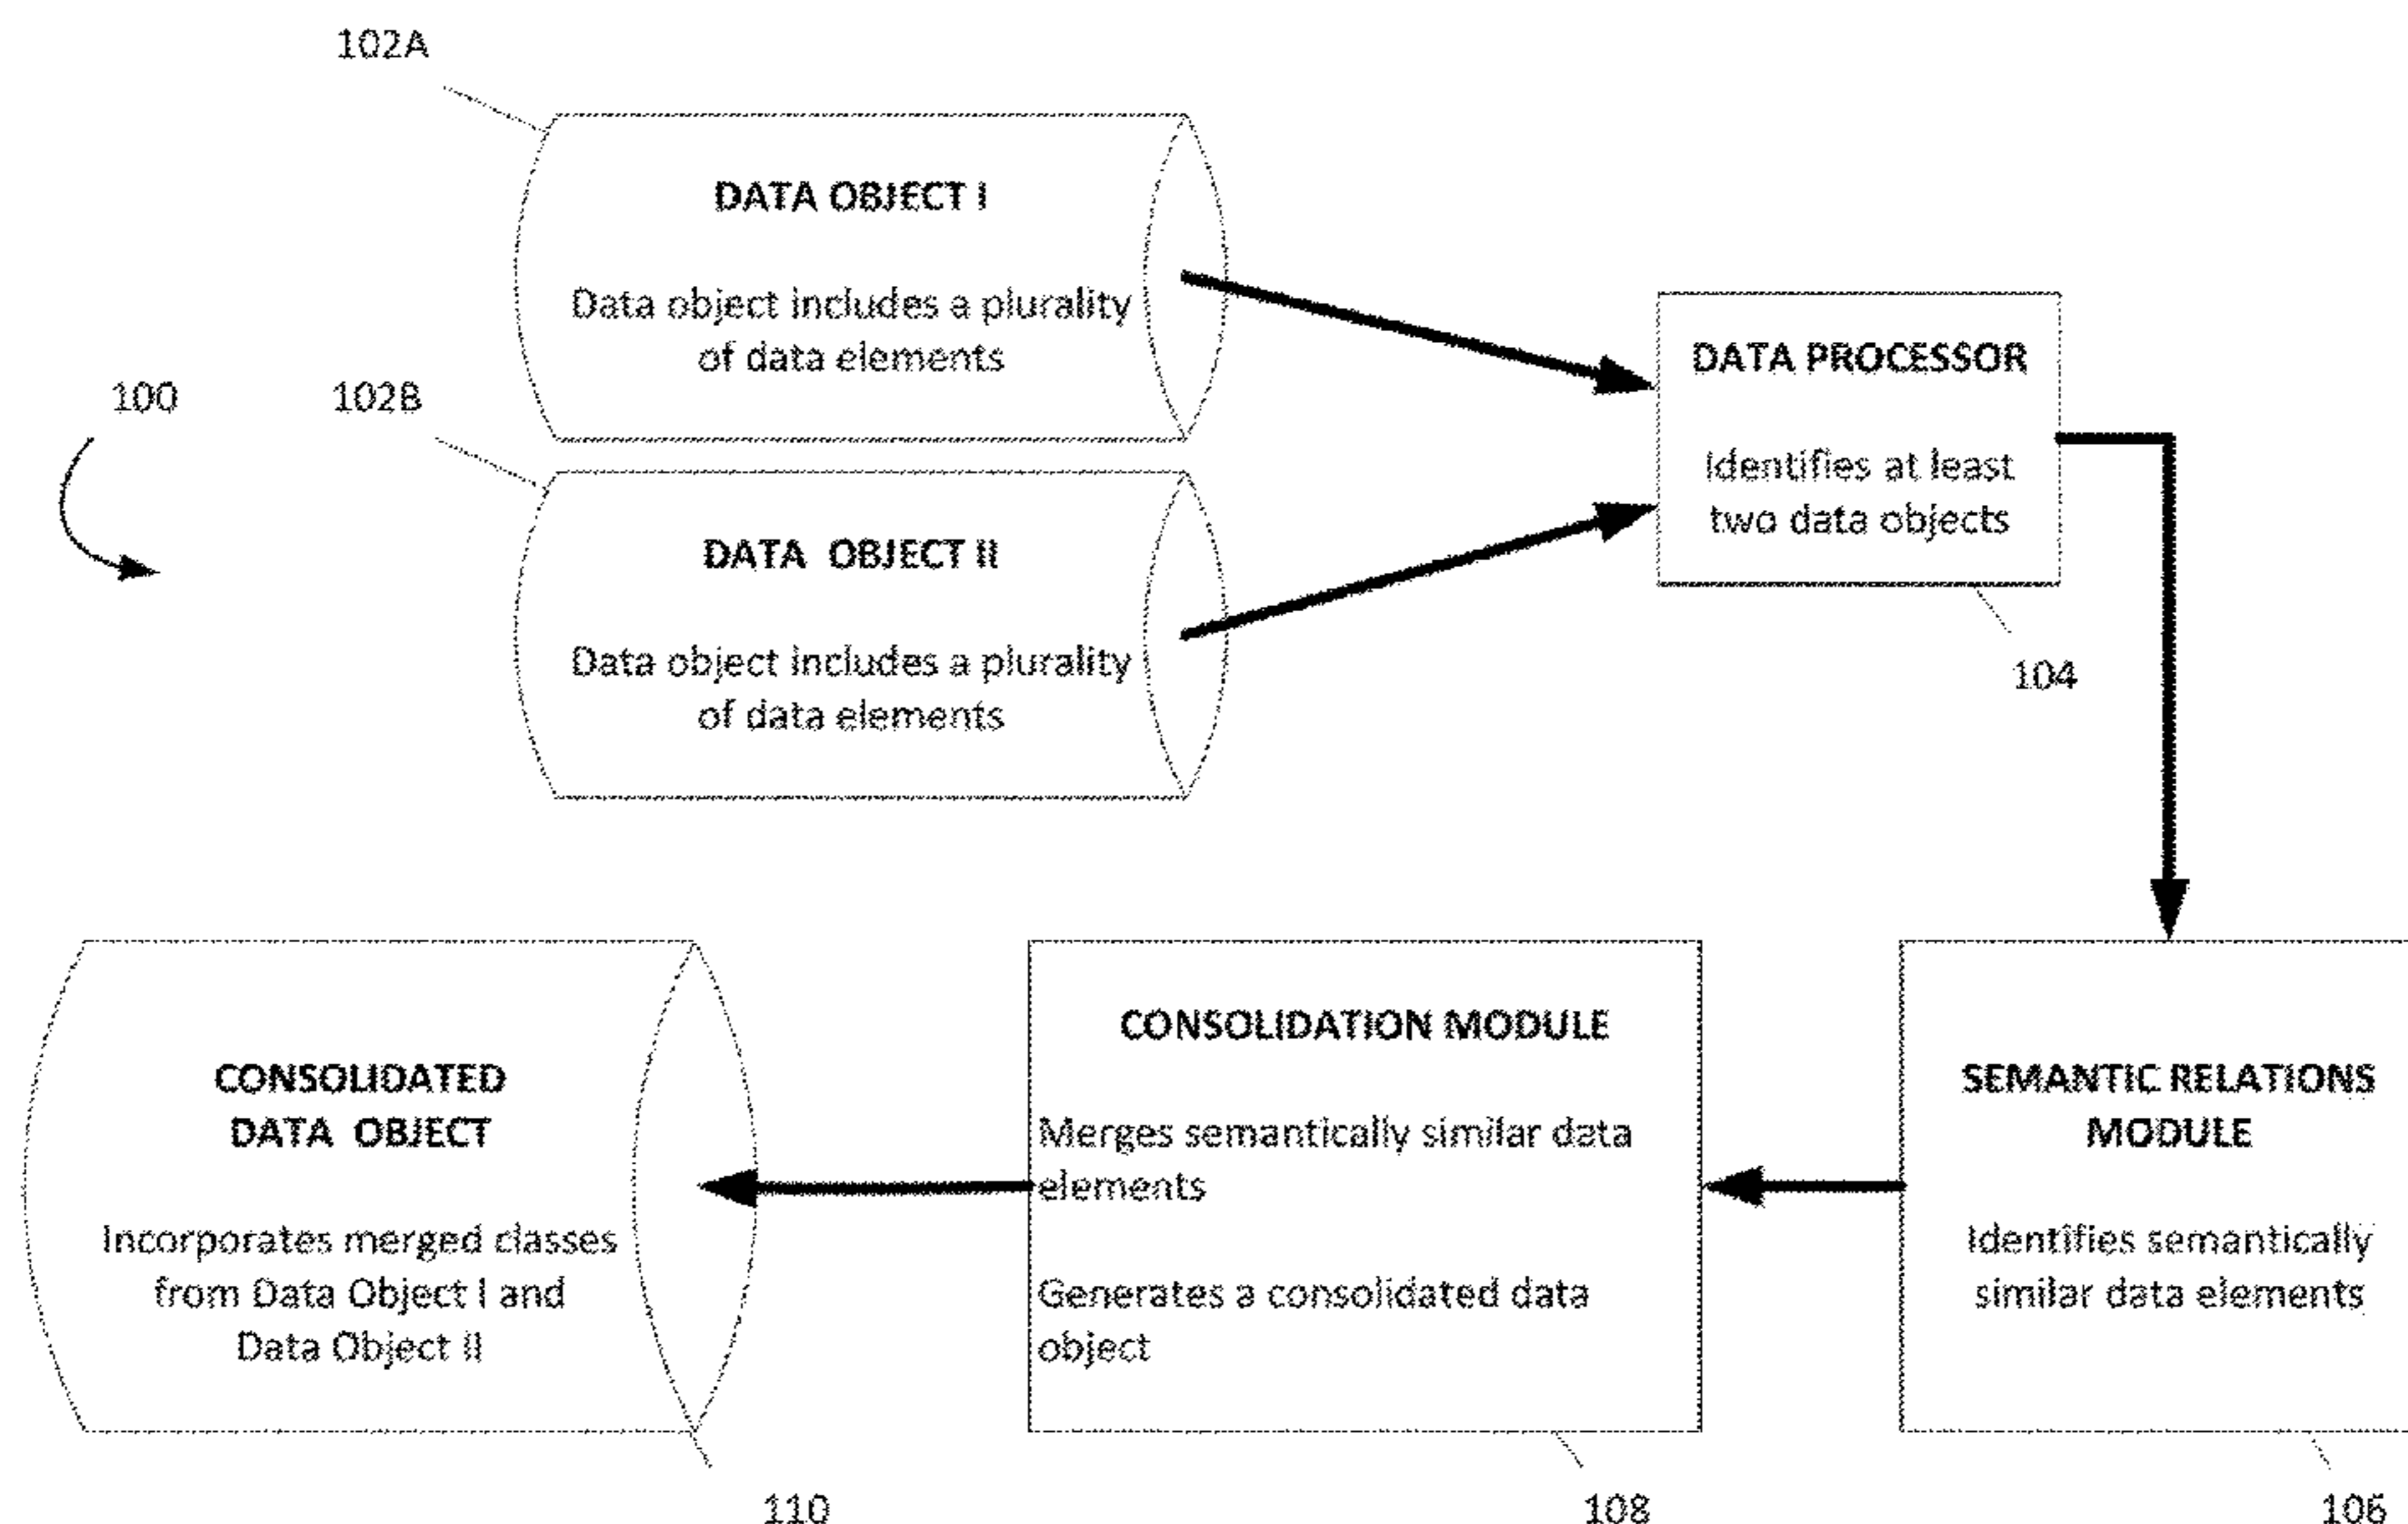 102A
DATA OBJECT I
Data object includes a plurality
of data elements
100
102B
DATA OBJECT II
Data object includes a plurality
of data elements
DATA PROCESSOR
Identifies at least
two data objects
104
CONSOLIDATED
DATA OBJECT
Incorporates merged classes
from Data Object I and
Data Object II
110
CONSOLIDATION MODULE
Merges semantically similar data
elements
Generates a consolidated data
object
108
SEMANTIC RELATIONS
MODULE
Identifies semantically
similar data elements
106